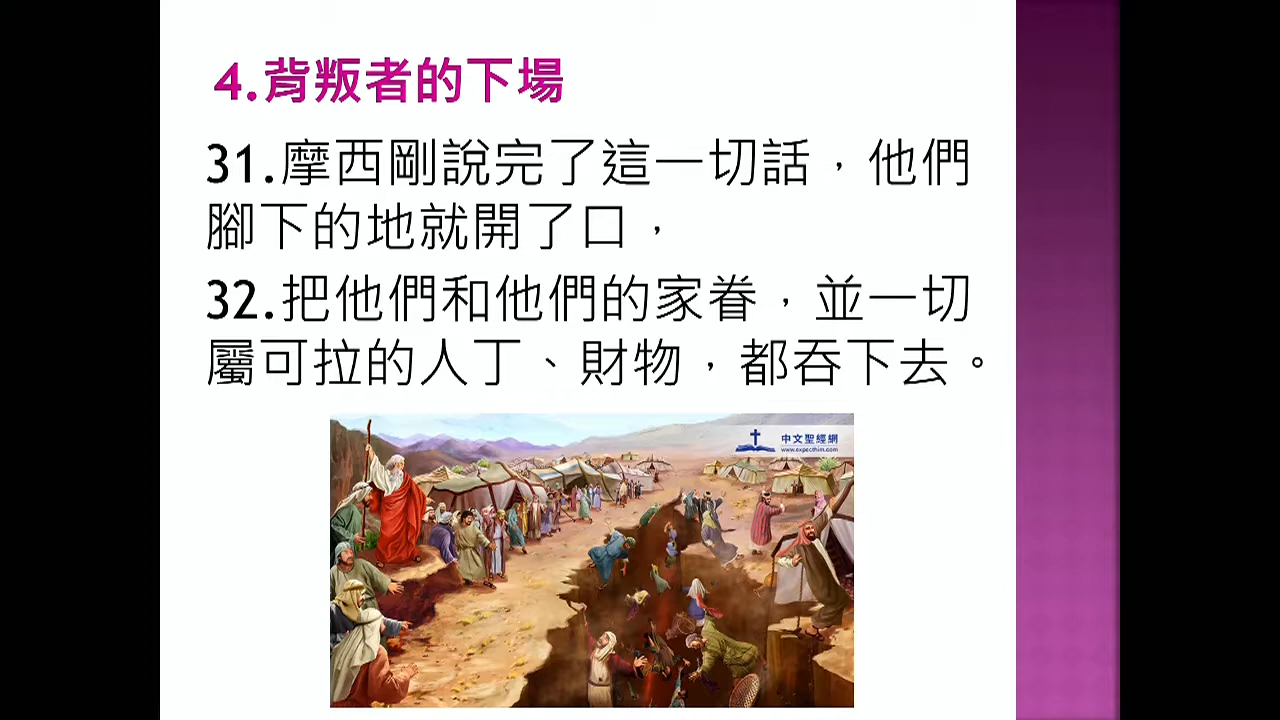 4.背叛者的下場
31.摩西剛說完了這一切話，他們
腳下的地就開了口，
32.把他們和他們的家眷，並一切
屬可拉的人丁、財物，都吞下去。
中文聖經網
www.expecthim.com